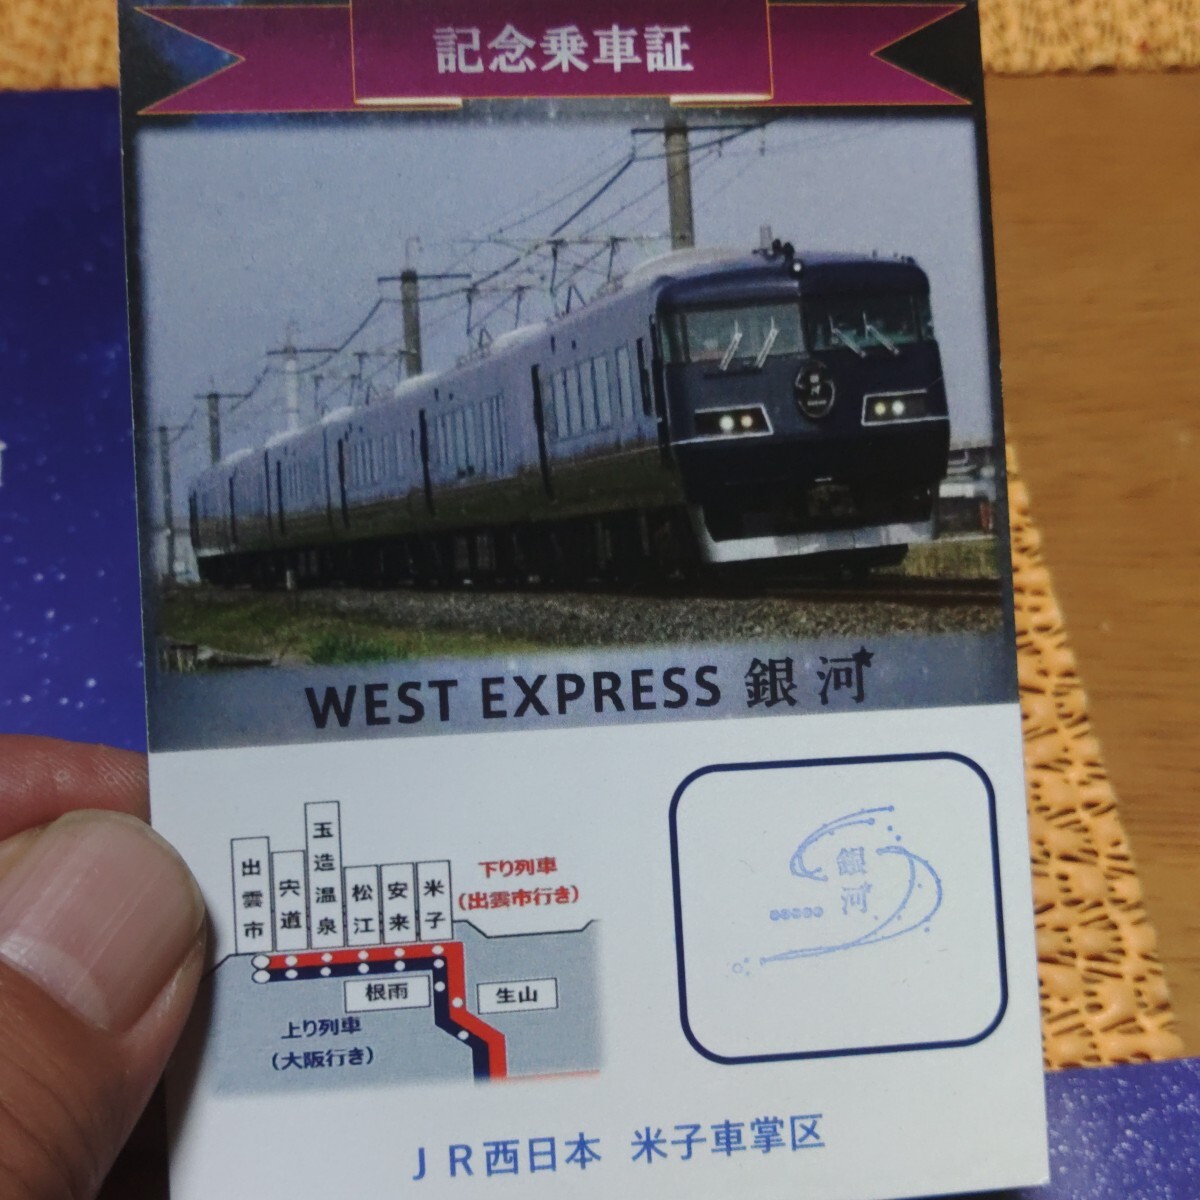 記念乗車証
WEST EXPRESS 銀河
出雲市
宍道
玉造温泉
松江
安来
米子
下り列車
(出雲市行き)
根雨
生山
上り列車
(大阪行き)
銀河
JR西日本 米子車掌区